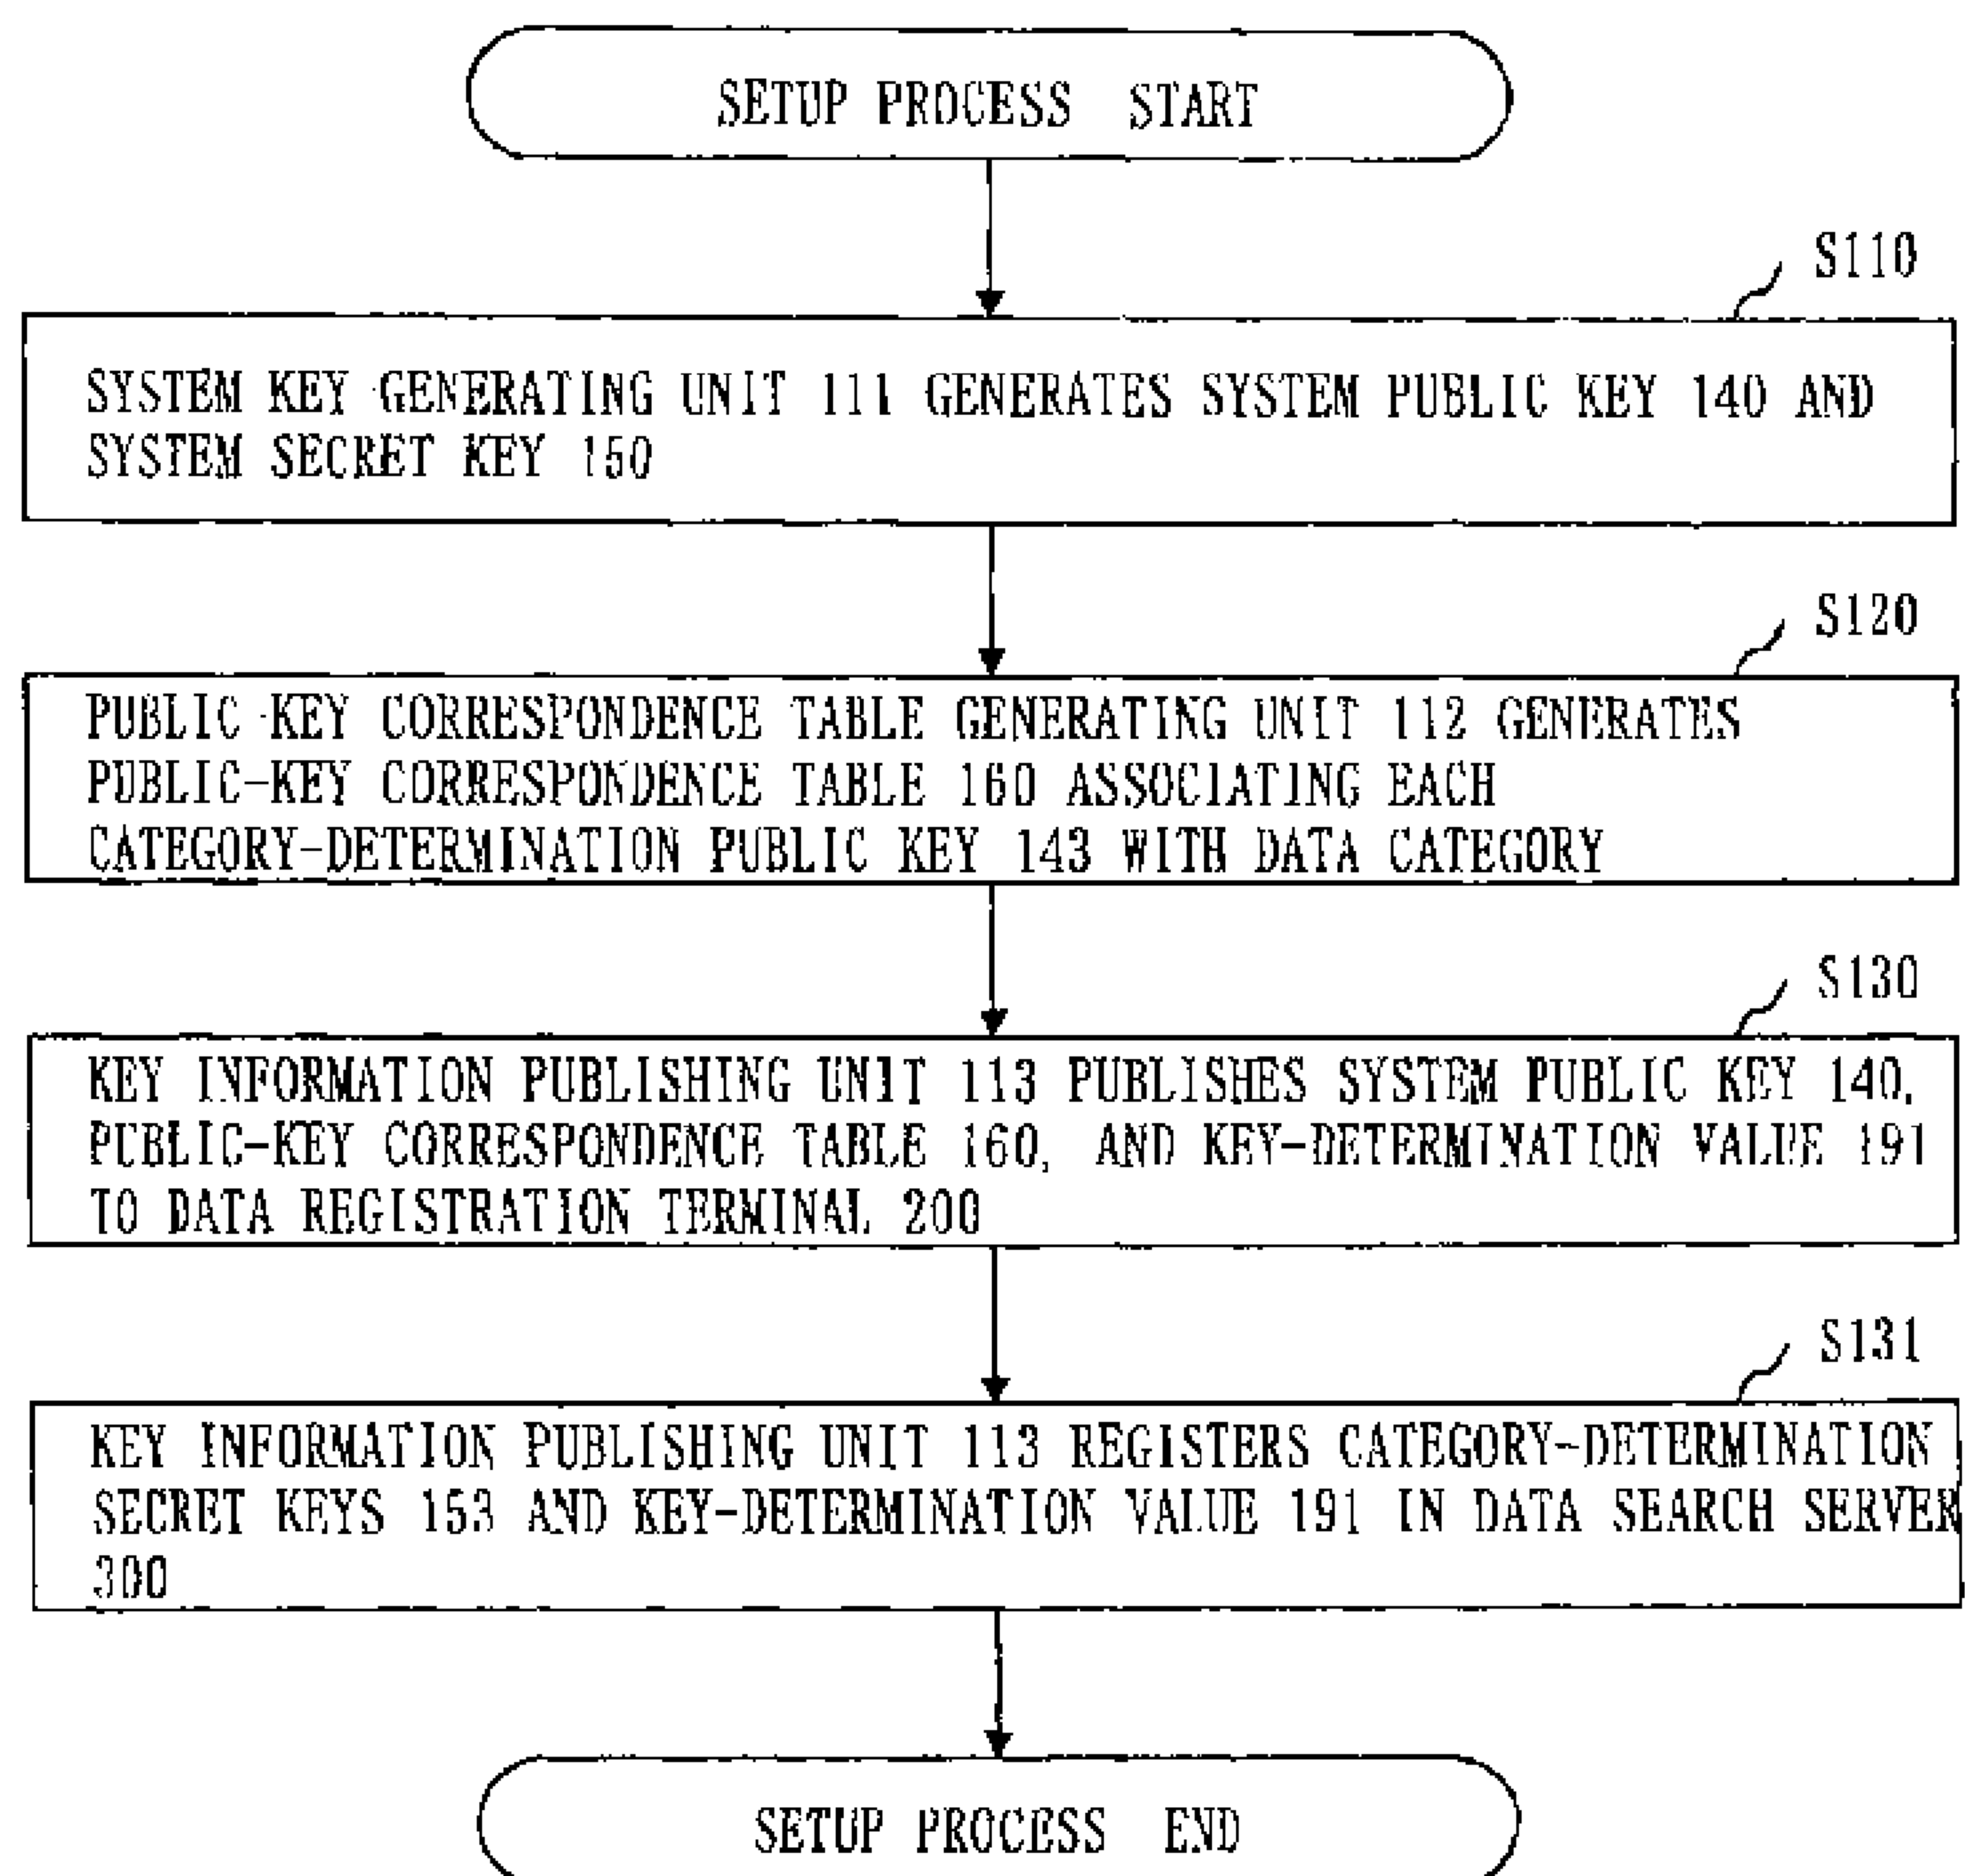 SETUP PROCESS START
S110
SYSTEM KEY GENERATING UNIT 111 GENERATES SYSTEM PUBLIC KEY 140 AND
SYSTEM SECRET KEY 150
S120
PUBLIC-KEY CORRESPONDENCE TABLE GENERATING UNIT 112 GENERATES
PUBLIC-KEY CORRESPONDENCE TABLE 160 ASSOCIATING EACH
CATEGORY-DETERMINATION PUBLIC KEY 143 WITH DATA CATEGORY
S130
KEY INFORMATION PUBLISHING UNIT 113 PUBLISHES SYSTEM PUBLIC KEY 140,
PUBLIC-KEY CORRESPONDENCE TABLE 160, AND KEY-DETERMINATION VALUE 191
TO DATA REGISTRATION TERMINAL 200
S131
KEY INFORMATION PUBLISHING UNIT 113 REGISTERS CATEGORY-DETERMINATION
SECRET KEYS 153 AND KEY-DETERMINATION VALUE 191 IN DATA SEARCH SERVER
300
SETUP PROCESS END